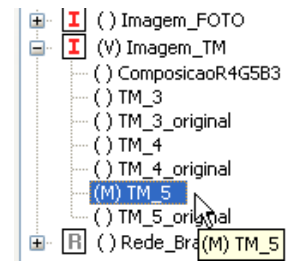 I ( ) Imagem_FOTO
I (V) Imagem_TM
( ) ComposicaoR4G5B3
( ) TM_3
( ) TM_3_original
( ) TM_4
( ) TM_4_original
(M) TM_5
( ) TM_5_original
R ( ) Rede_Bra
(M) TM_5